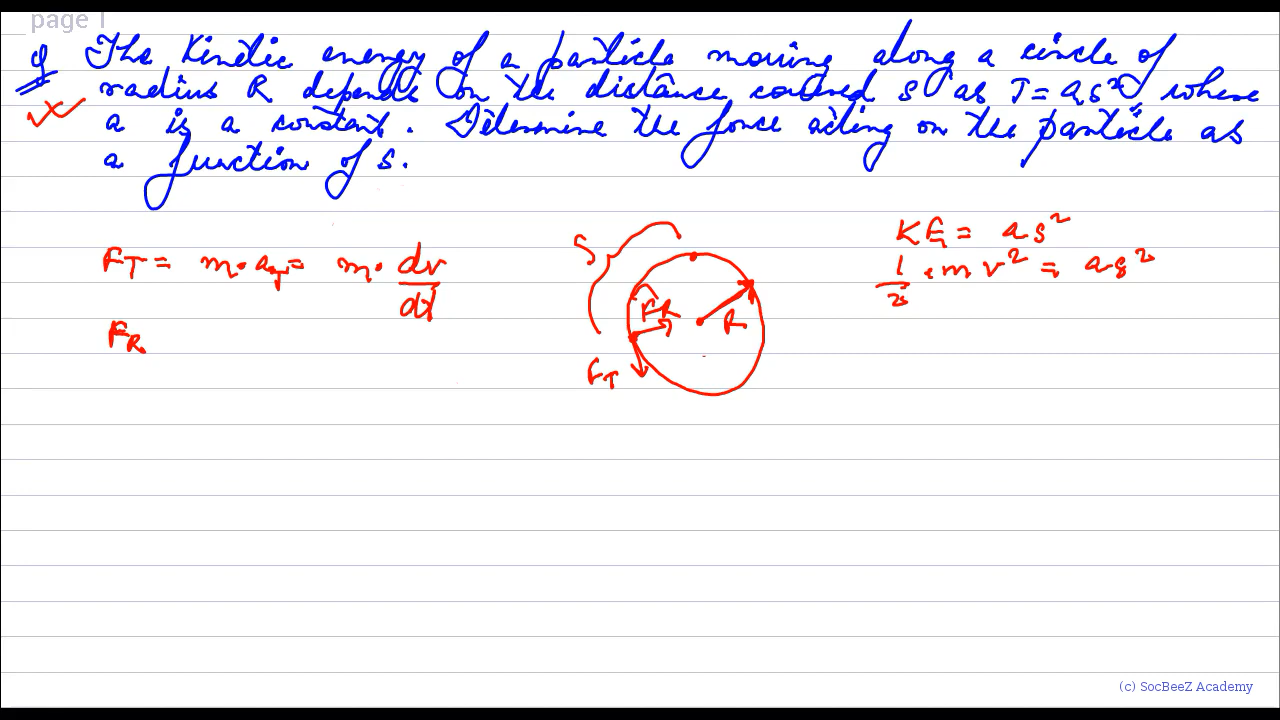 page 1
Q The Kinetic energy of a particle moving along a circle of
radius R depends on the distance covered S as T = as² where
a is a constant. Determine the force acting on the particle as
a function of S.
F_T = m·a_T = m·dv/dt
F_R
S
F_R
R
F_T
KE = as²
1/2·mv² = as²
(c) SocBeeZ Academy